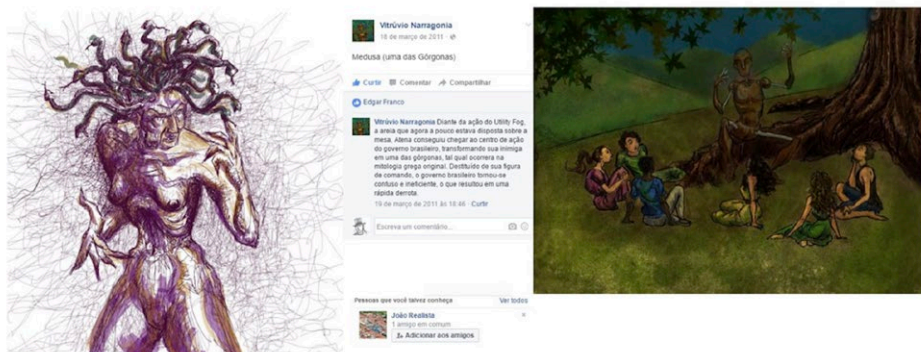 Vitrúvio Narragonia
16 de março de 2011 ·
Medusa (uma das Górgonas)
Curtir Comentar Compartilhar
Edgar Franco
Vitrúvio Narragonia Diante da ação do Utility Fog,
a areia que agora a pouco estava disposta sobre a
mesa, Atena conseguiu chegar ao centro de ação
do governo brasileiro, transformando sua inimiga
em uma das górgonas, tal qual ocorrera na
mitologia grega original. Destituído de sua figura
de comando, o governo brasileiro tornou-se
confuso e ineficiente, o que resultou em uma
rápida derrota.
19 de março de 2011 às 16:46 · Curtir
Escreva um comentário...
Pessoas que você talvez conheça Ver todos
João Realista
1 amigo em comum
Adicionar aos amigos